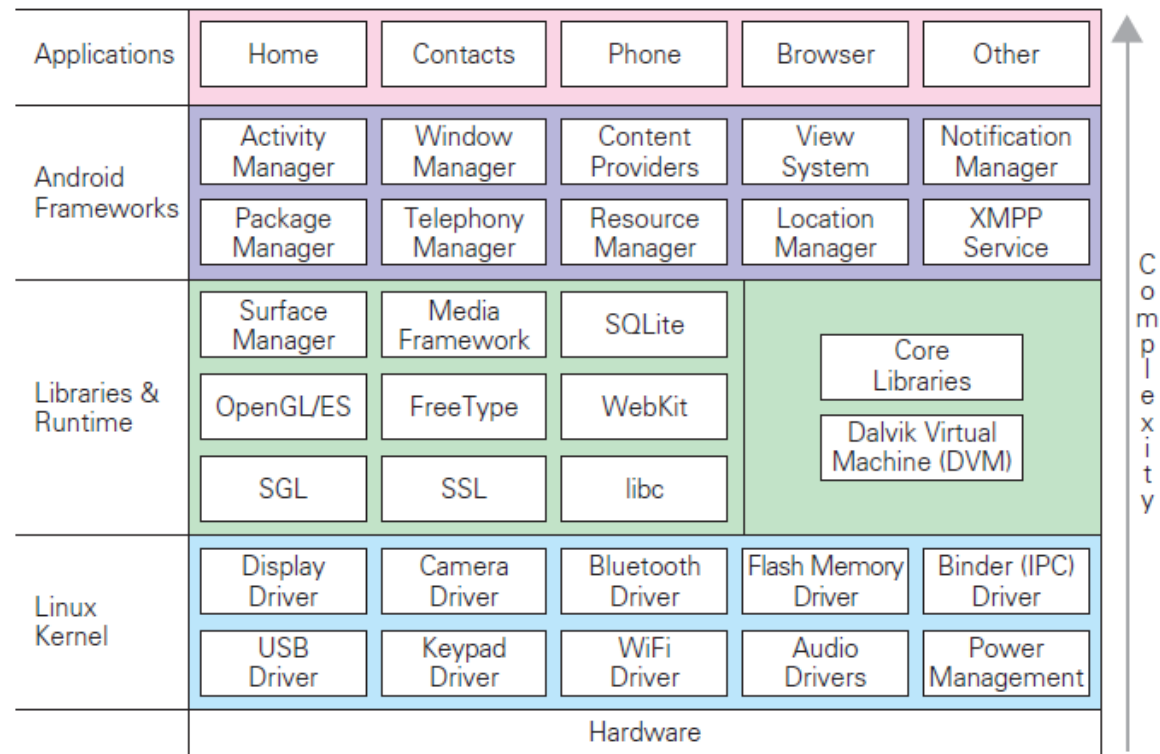 Applications
Home
Contacts
Phone
Browser
Other
Android
Frameworks
Activity
Manager
Window
Manager
Content
Providers
View
System
Notification
Manager
Package
Manager
Telephony
Manager
Resource
Manager
Location
Manager
XMPP
Service
Libraries &
Runtime
Surface
Manager
Media
Framework
SQLite
OpenGL/ES
FreeType
WebKit
SGL
SSL
libc
Core
Libraries
Dalvik Virtual
Machine (DVM)
Linux
Kernel
Display
Driver
Camera
Driver
Bluetooth
Driver
Flash Memory
Driver
Binder (IPC)
Driver
USB
Driver
Keypad
Driver
WiFi
Driver
Audio
Drivers
Power
Management
Hardware
Complexity